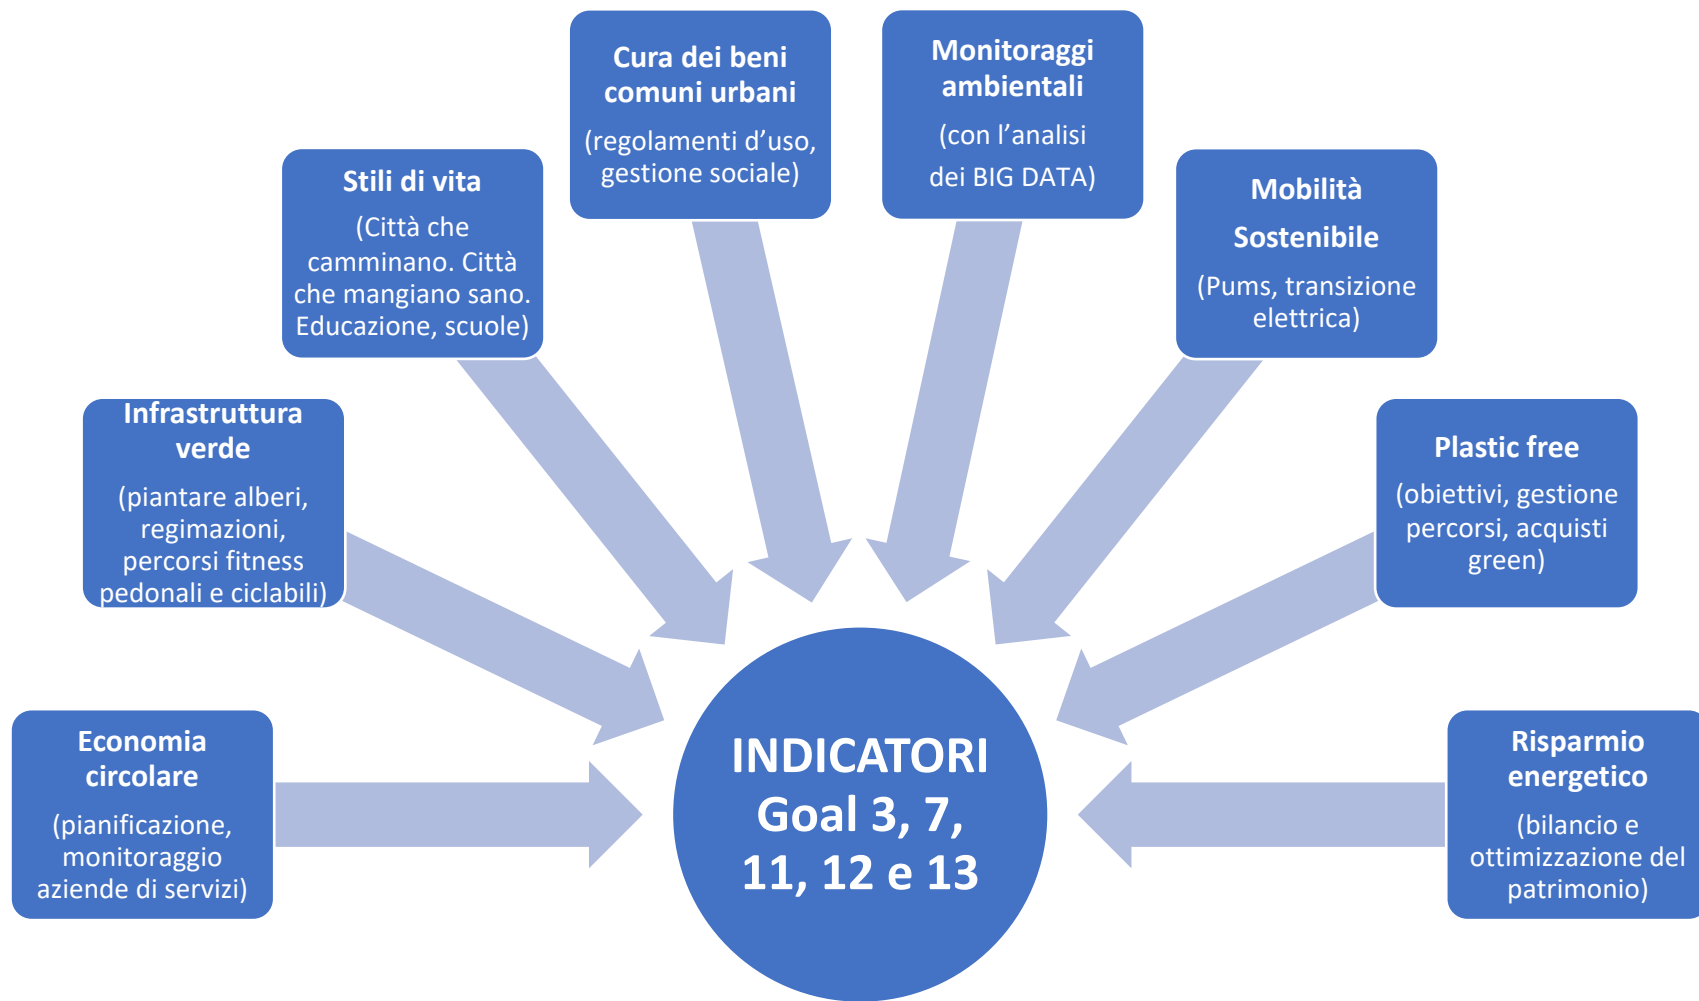 Cura dei beni
comuni urbani
(regolamenti d’uso,
gestione sociale)
Monitoraggi
ambientali
(con l’analisi
dei BIG DATA)
Stili di vita
(Città che
camminano. Città
che mangiano sano.
Educazione, scuole)
Mobilità
Sostenibile
(Pums, transizione
elettrica)
Infrastruttura
verde
(piantare alberi,
regimazioni,
percorsi fitness
pedonali e ciclabili)
Plastic free
(obiettivi, gestione
percorsi, acquisti
green)
Economia
circolare
(pianificazione,
monitoraggio
aziende di servizi)
INDICATORI
Goal 3, 7,
11, 12 e 13
Risparmio
energetico
(bilancio e
ottimizzazione del
patrimonio)